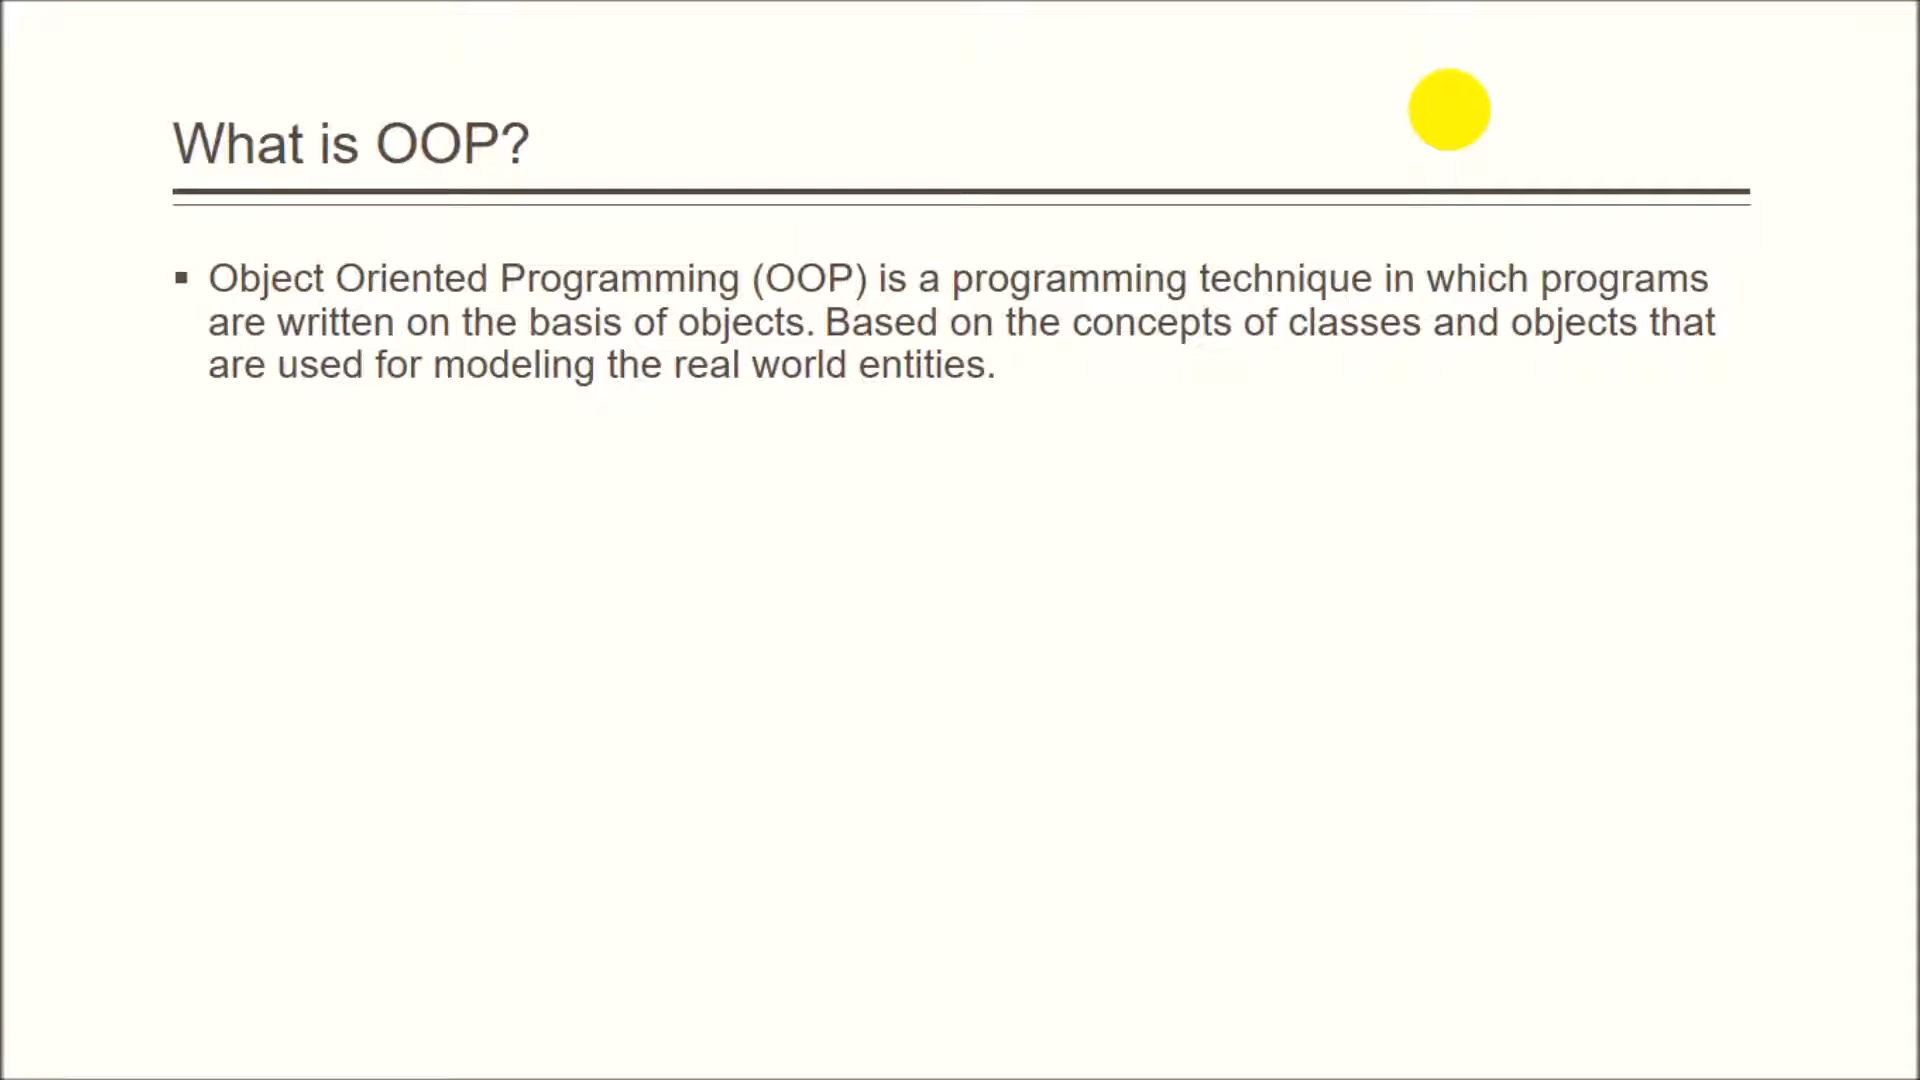 What is OOP?
▪ Object Oriented Programming (OOP) is a programming technique in which programs
are written on the basis of objects. Based on the concepts of classes and objects that
are used for modeling the real world entities.